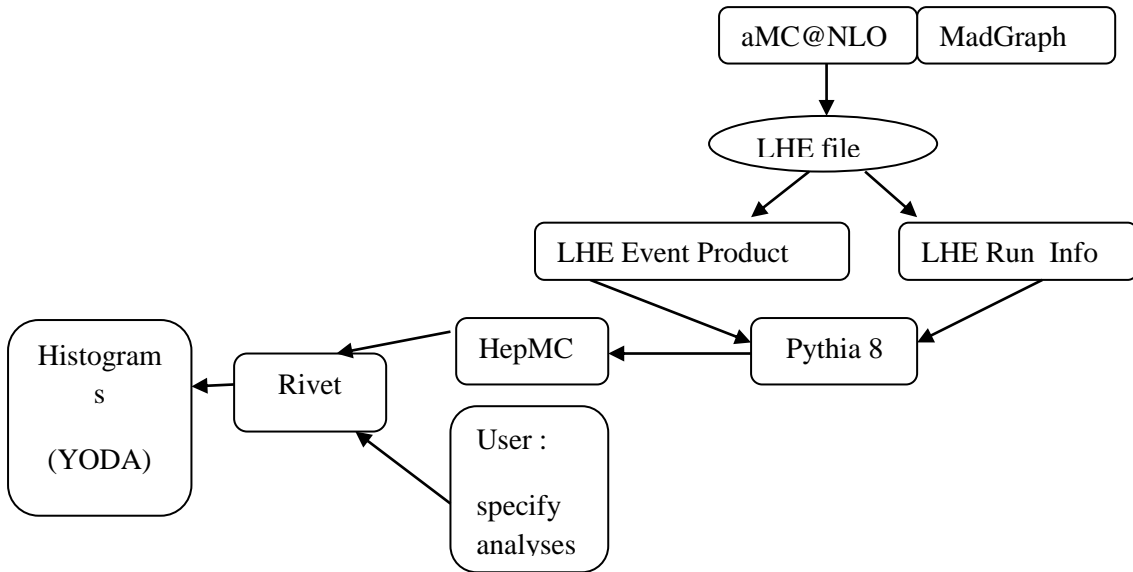 aMC@NLO MadGraph
LHE file
LHE Event Product LHE Run Info
Histogram
s
(YODA)
Rivet
HepMC
Pythia 8
User :
specify
analyses